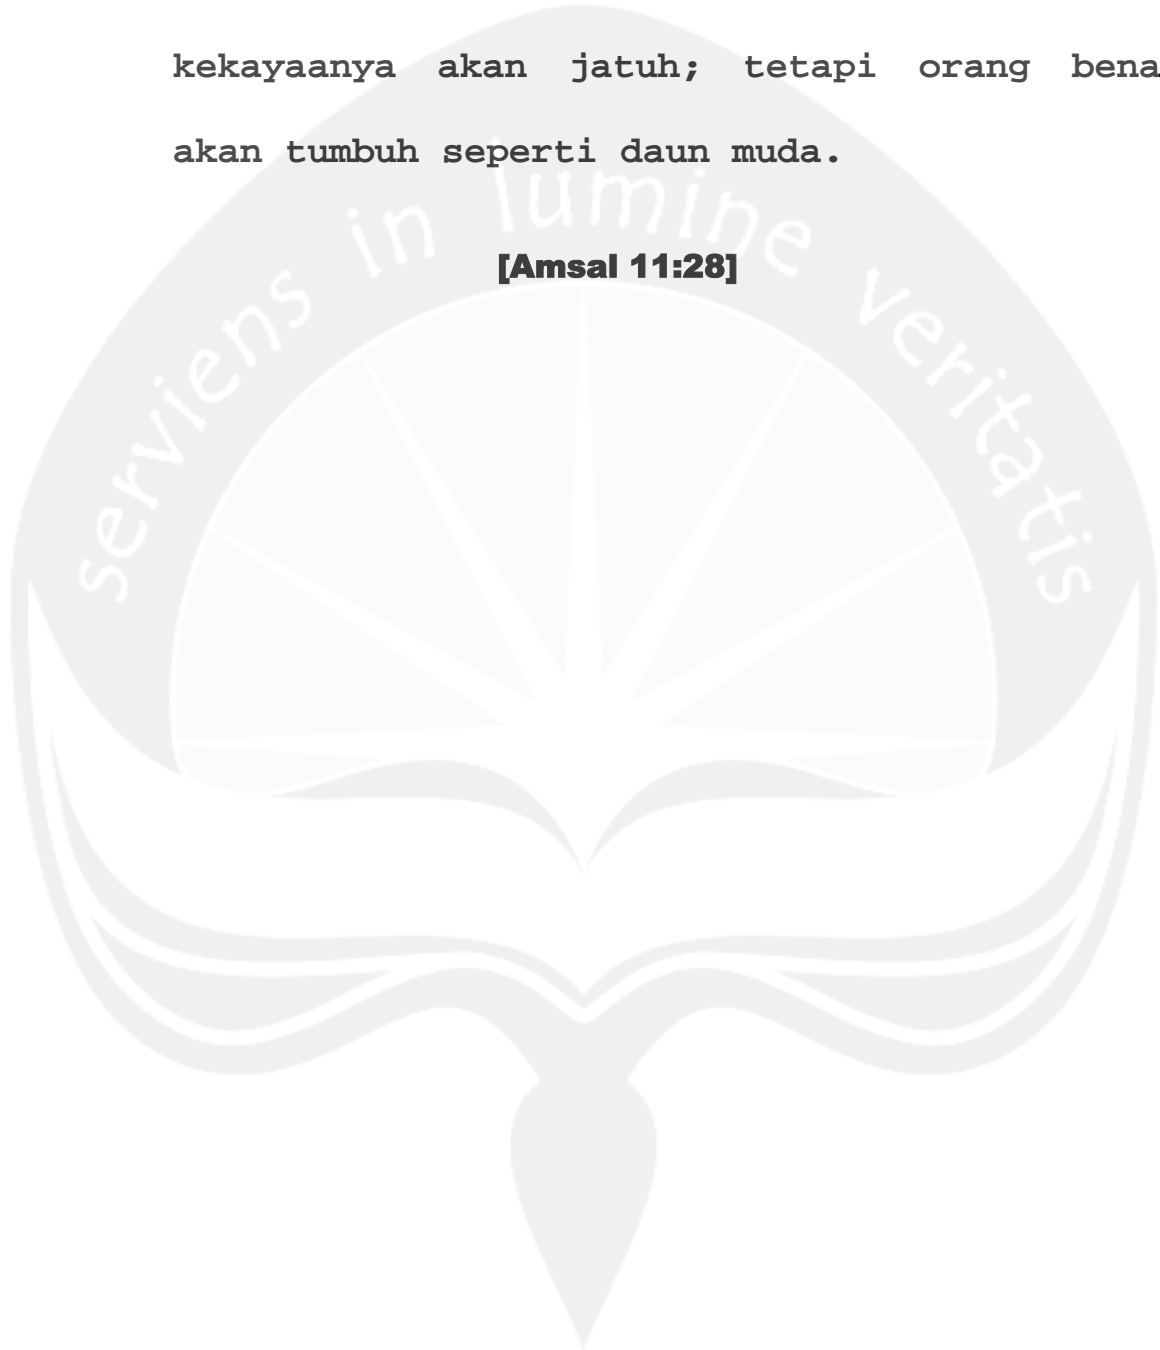 kekayaanya akan jatuh; tetapi orang bena
akan tumbuh seperti daun muda.
serviens in lumine veritatis
[Amsal 11:28]